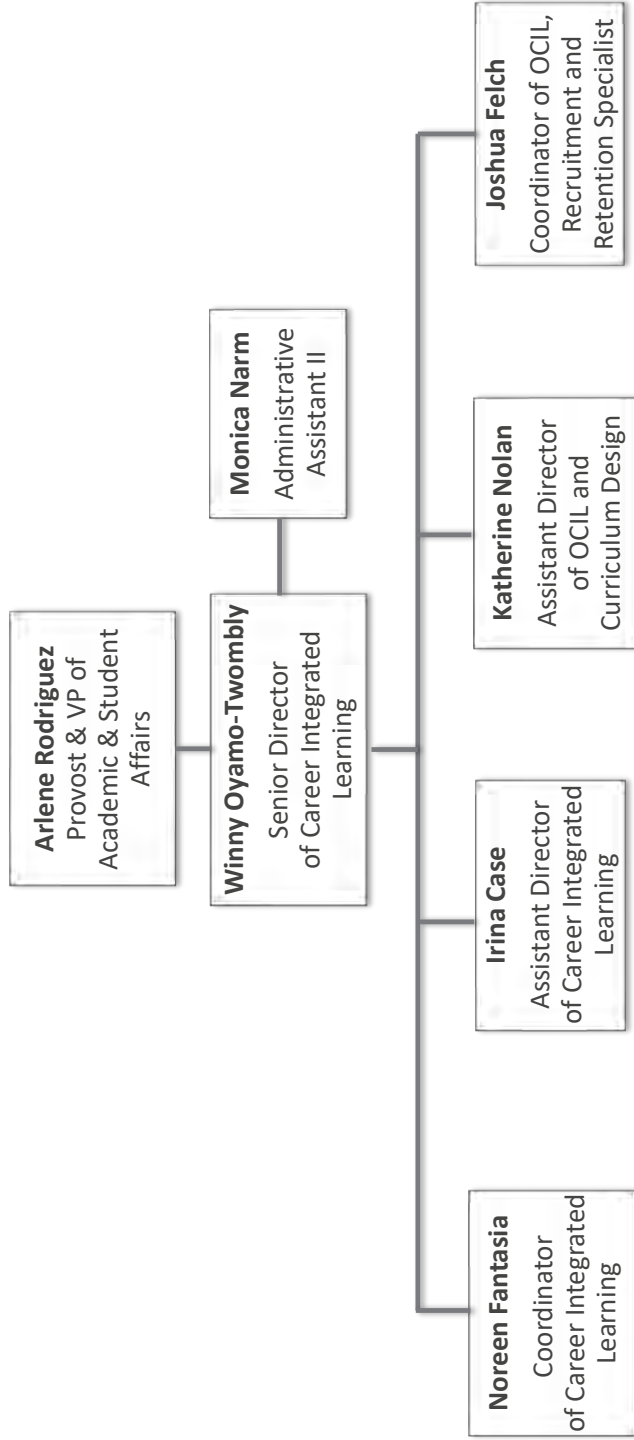 Arlene Rodriguez
Provost & VP of
Academic & Student
Affairs
Winny Oyamo-Twombly
Senior Director
of Career Integrated
Learning
Monica Narm
Administrative
Assistant II
Noreen Fantasia
Coordinator
of Career Integrated
Learning
Irina Case
Assistant Director
of Career Integrated
Learning
Katherine Nolan
Assistant Director
of OCIL and
Curriculum Design
Joshua Felch
Coordinator of OCIL,
Recruitment and
Retention Specialist